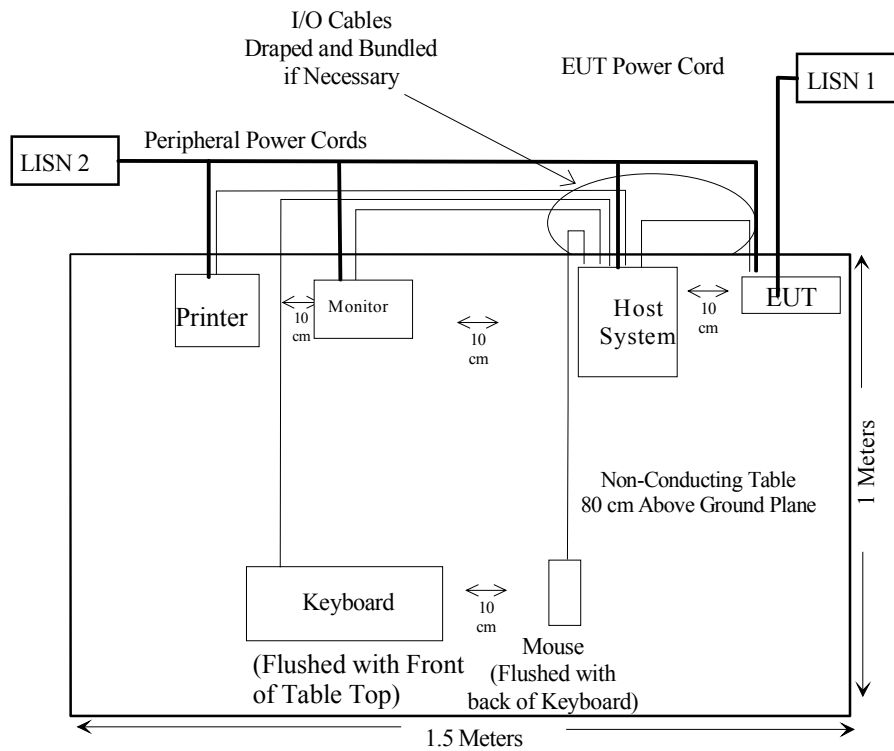 I/O Cables
Draped and Bundled
if Necessary
EUT Power Cord
LISN 1
Peripheral Power Cords
LISN 2
Printer
10
cm
Monitor
10
cm
Host
System
10
cm
EUT
1 Meters
Non-Conducting Table
80 cm Above Ground Plane
Keyboard
10
cm
Mouse
(Flushed with
back of Keyboard)
(Flushed with Front
of Table Top)
1.5 Meters